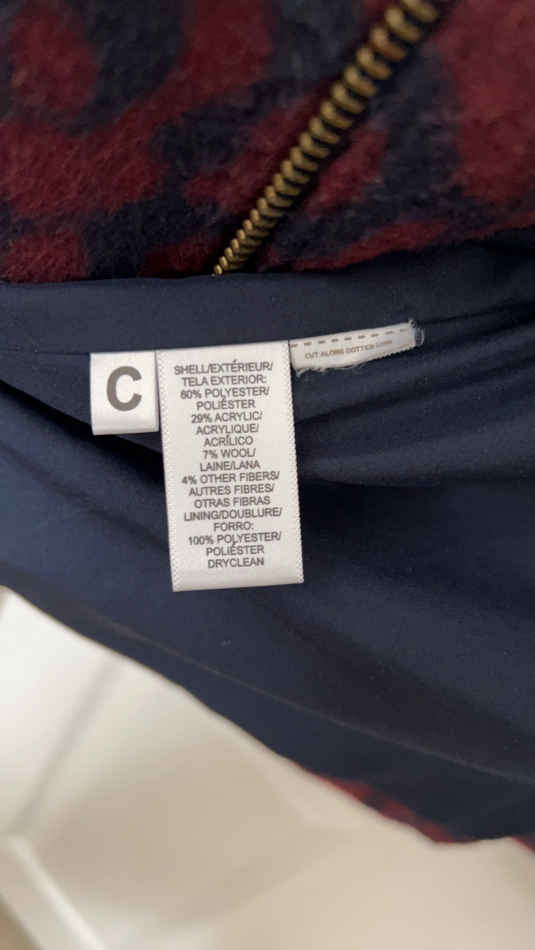 C
SHELL/EXTÉRIEUR/
TELA EXTERIOR:
60% POLYESTER/
POLIÉSTER
29% ACRYLIC/
ACRYLIQUE/
ACRÍLICO
7% WOOL/
LAINE/LANA
4% OTHER FIBERS/
AUTRES FIBRES/
OTRAS FIBRAS
LINING/DOUBLURE/
FORRO:
100% POLYESTER/
POLIÉSTER
DRYCLEAN
CUT ALONG DOTTED LINES